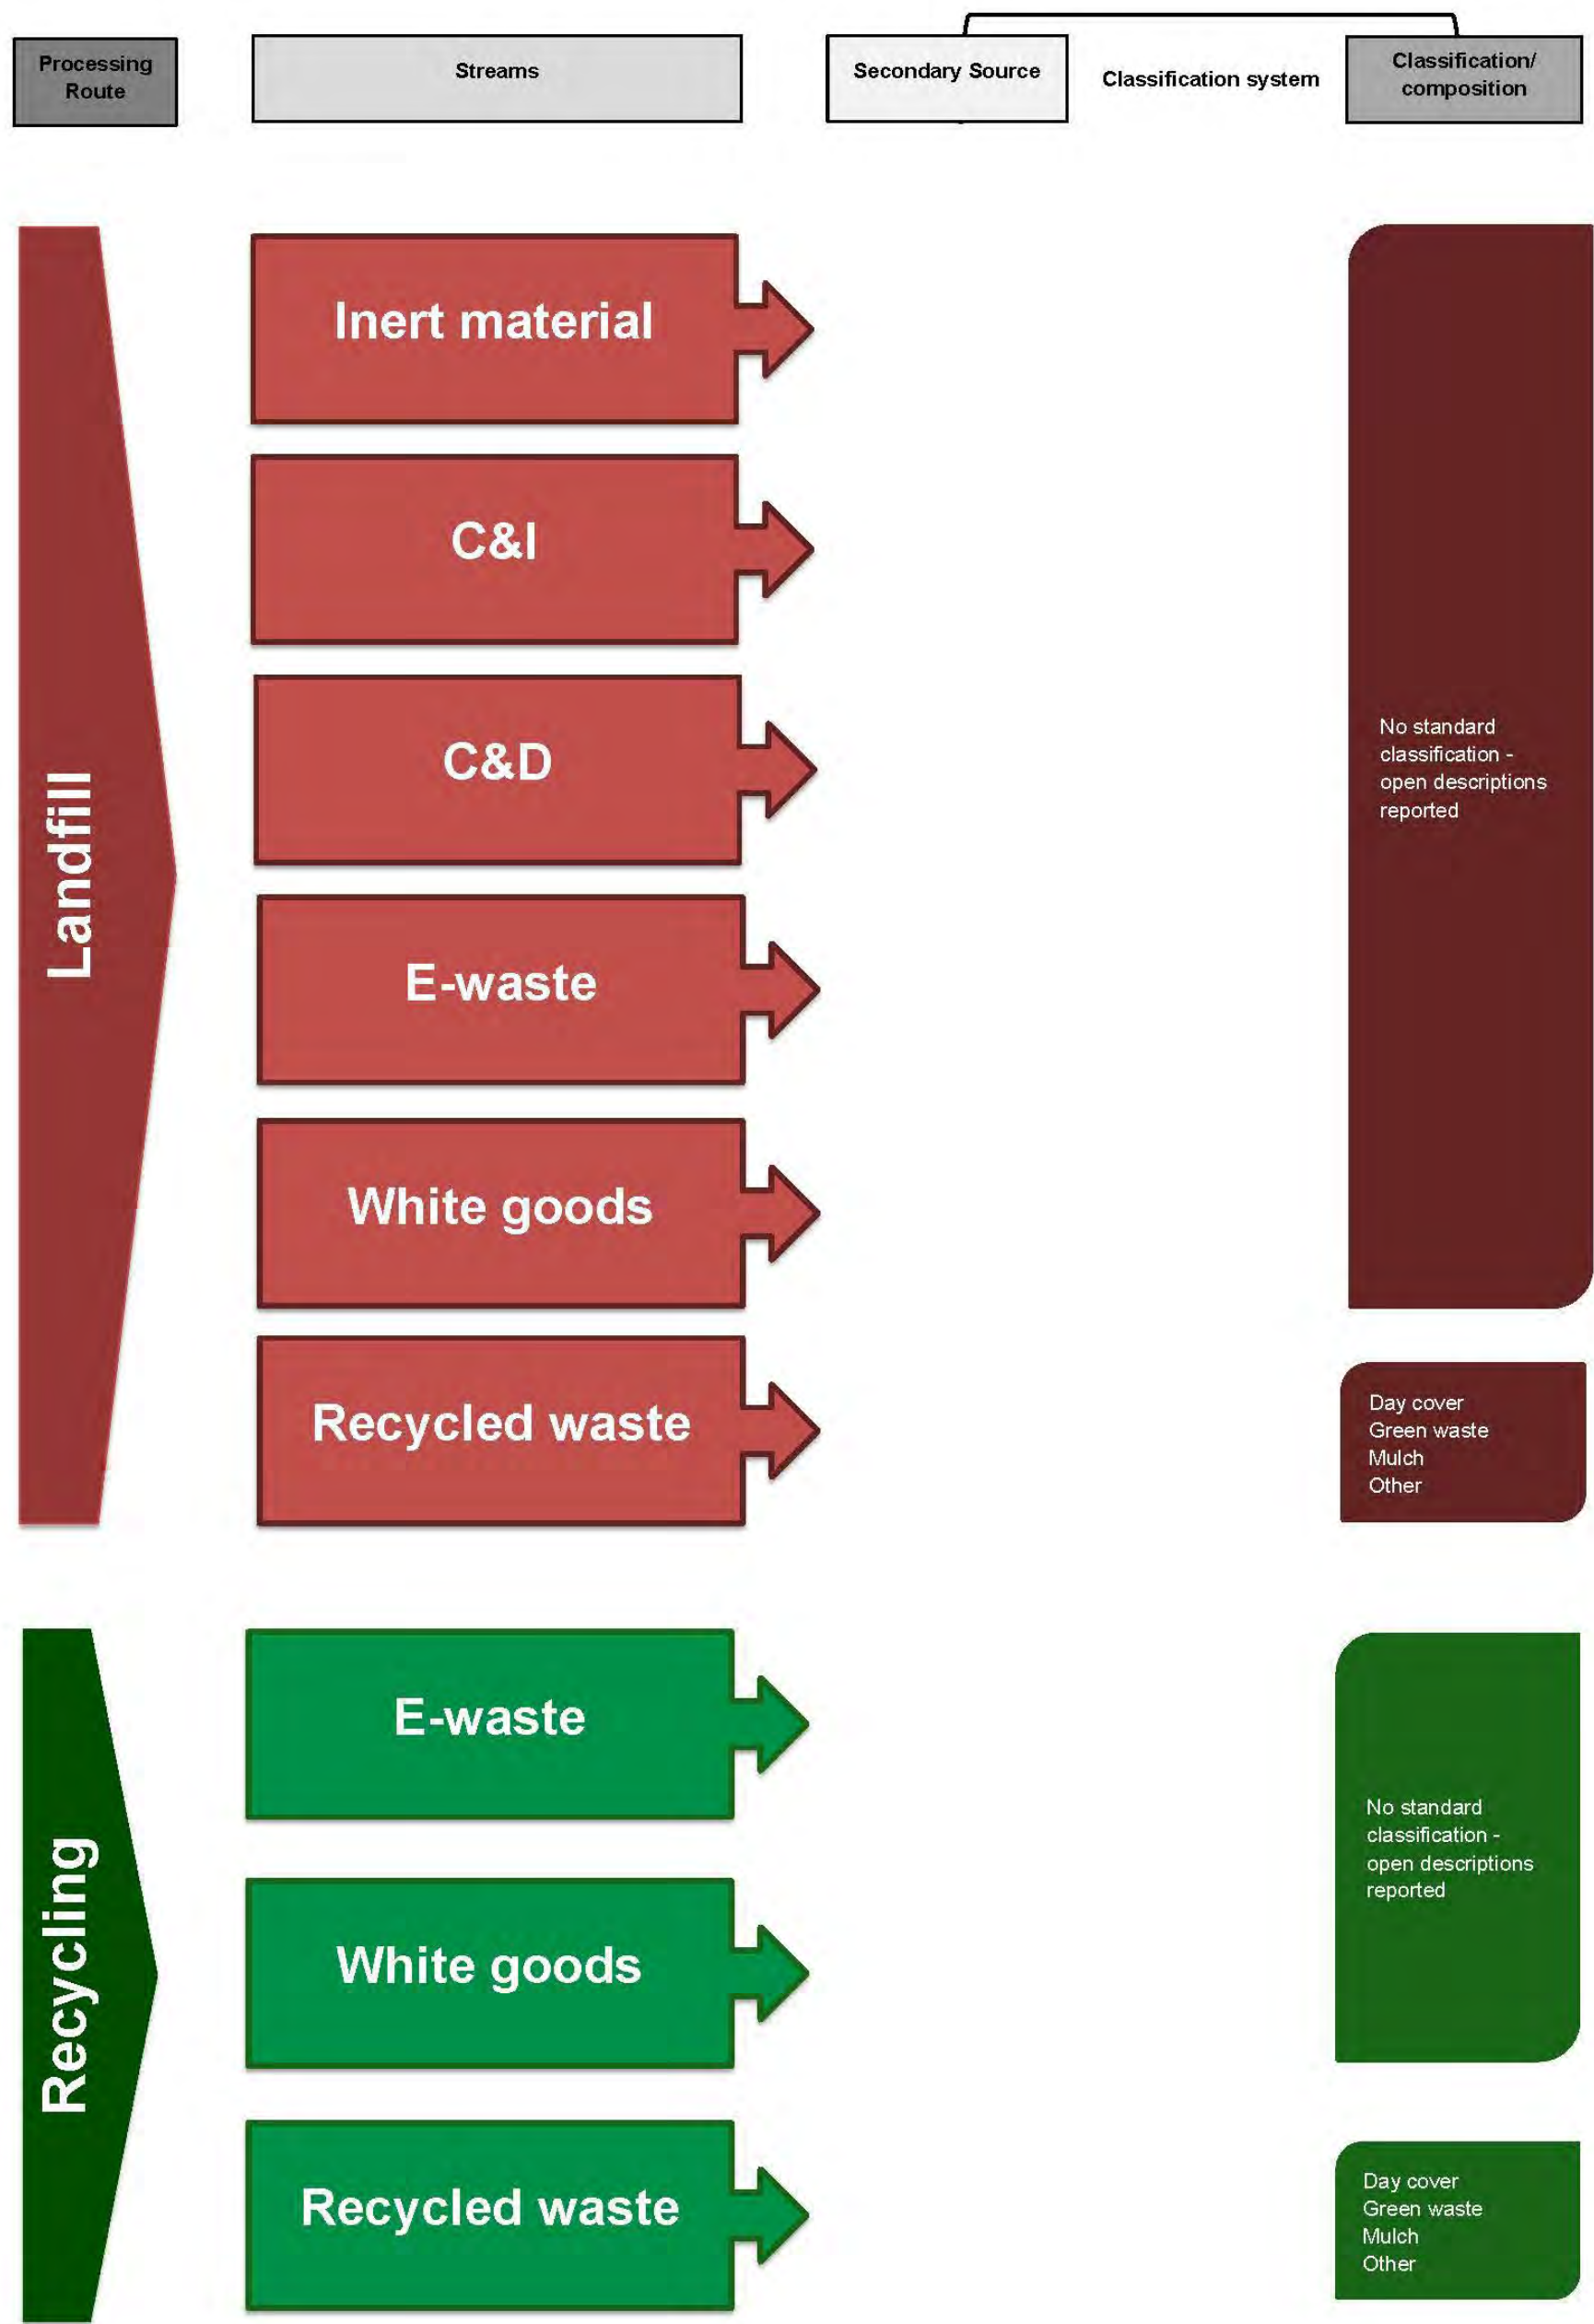 Processing
Route
Streams
Secondary Source
Classification system
Classification/
composition
Landfill
Inert material
C&I
C&D
E-waste
White goods
Recycled waste
No standard
classification -
open descriptions
reported
Day cover
Green waste
Mulch
Other
Recycling
E-waste
White goods
Recycled waste
No standard
classification -
open descriptions
reported
Day cover
Green waste
Mulch
Other